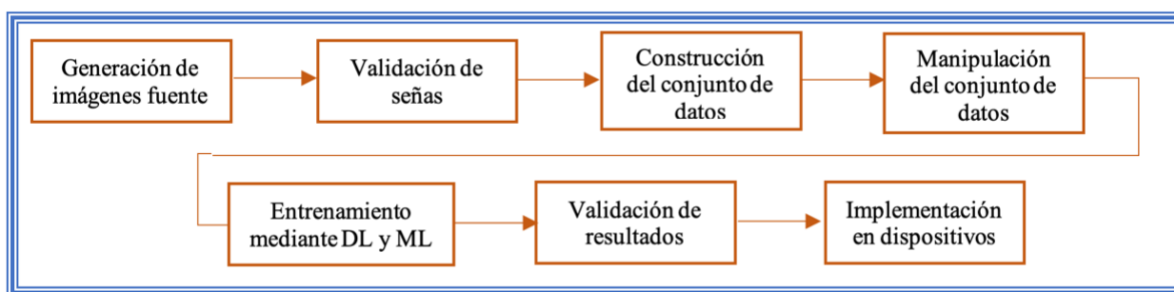 Generación de
imágenes fuente
Validación de
señas
Construcción
del conjunto de
datos
Manipulación
del conjunto de
datos
Entrenamiento
mediante DL y ML
Validación de
resultados
Implementación
en dispositivos